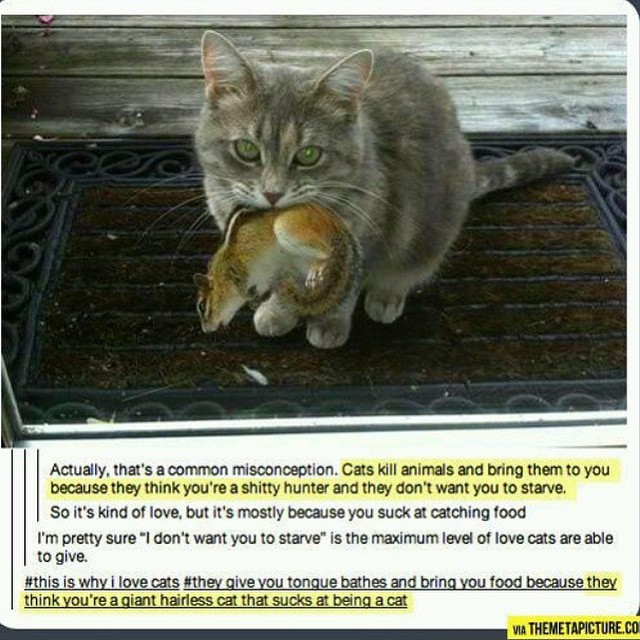 Actually, that's a common misconception. Cats kill animals and bring them to you
because they think you're a shitty hunter and they don't want you to starve.
So it's kind of love, but it's mostly because you suck at catching food
I'm pretty sure "I don't want you to starve" is the maximum level of love cats are able
to give.
#this is why i love cats #they give you tongue bathes and bring you food because they
think you're a giant hairless cat that sucks at being a cat
VIA THEMETAPICTURE.CO